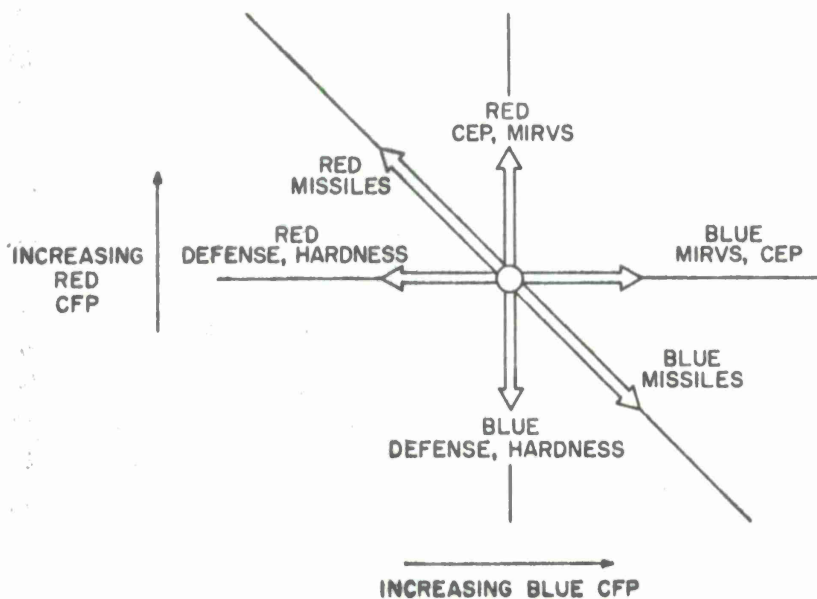 RED
CEP, MIRVS
RED
MISSILES
RED
DEFENSE, HARDNESS
BLUE
MIRVS, CEP
INCREASING
RED
CFP
BLUE
MISSILES
BLUE
DEFENSE, HARDNESS
INCREASING BLUE CFP